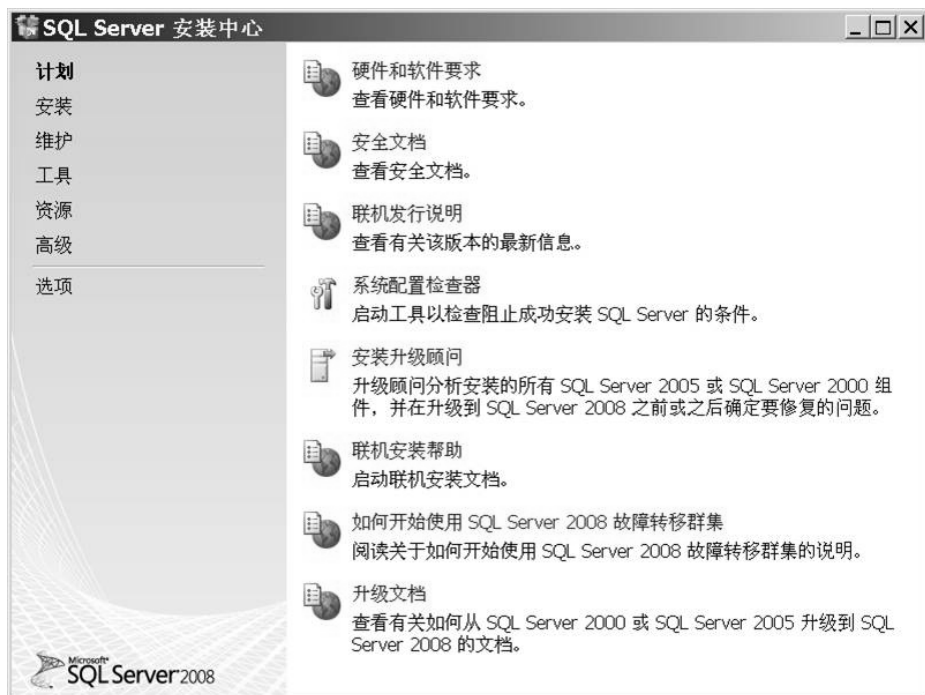 SQL Server 安装中心
计划
安装
维护
工具
资源
高级
选项
硬件和软件要求
查看硬件和软件要求。
安全文档
查看安全文档。
联机发行说明
查看有关该版本的最新信息。
系统配置检查器
启动工具以检查阻止成功安装 SQL Server 的条件。
安装升级顾问
升级顾问分析安装的所有 SQL Server 2005 或 SQL Server 2000 组
件，并在升级到 SQL Server 2008 之前或之后确定要修复的问题。
联机安装帮助
启动联机安装文档。
如何开始使用 SQL Server 2008 故障转移群集
阅读关于如何开始使用 SQL Server 2008 故障转移群集的说明。
升级文档
查看有关如何从 SQL Server 2000 或 SQL Server 2005 升级到 SQL
Server 2008 的文档。
Microsoft
SQL Server 2008